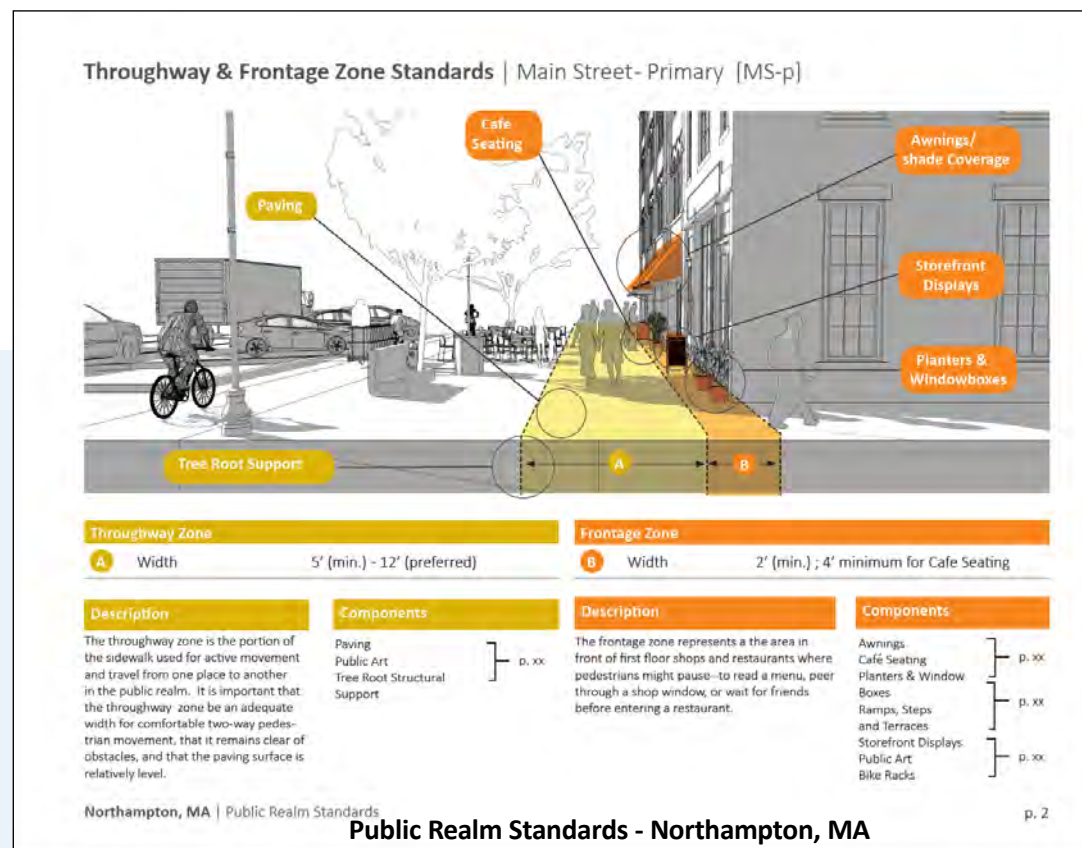 Throughway & Frontage Zone Standards | Main Street- Primary [MS-p]
Cafe
Seating
Awnings/
shade Coverage
Paving
Storefront
Displays
Planters &
Windowboxes
Tree Root Support
A
B
Throughway Zone
A Width 5' (min.) - 12' (preferred)
Frontage Zone
B Width 2' (min.) ; 4' minimum for Cafe Seating
Description
The throughway zone is the portion of
the sidewalk used for active movement
and travel from one place to another
in the public realm. It is important that
the throughway zone be an adequate
width for comfortable two-way pedes-
trian movement, that it remains clear of
obstacles, and that the paving surface is
relatively level.
Components
Paving
Public Art
Tree Root Structural
Support
p. xx
Description
The frontage zone represents a the area in
front of first floor shops and restaurants where
pedestrians might pause--to read a menu, peer
through a shop window, or wait for friends
before entering a restaurant.
Components
Awnings
Café Seating
Planters & Window
Boxes
Ramps, Steps
and Terraces
Storefront Displays
Public Art
Bike Racks
p. xx
p. xx
p. xx
Northampton, MA | Public Realm Standards
p. 2
Public Realm Standards - Northampton, MA